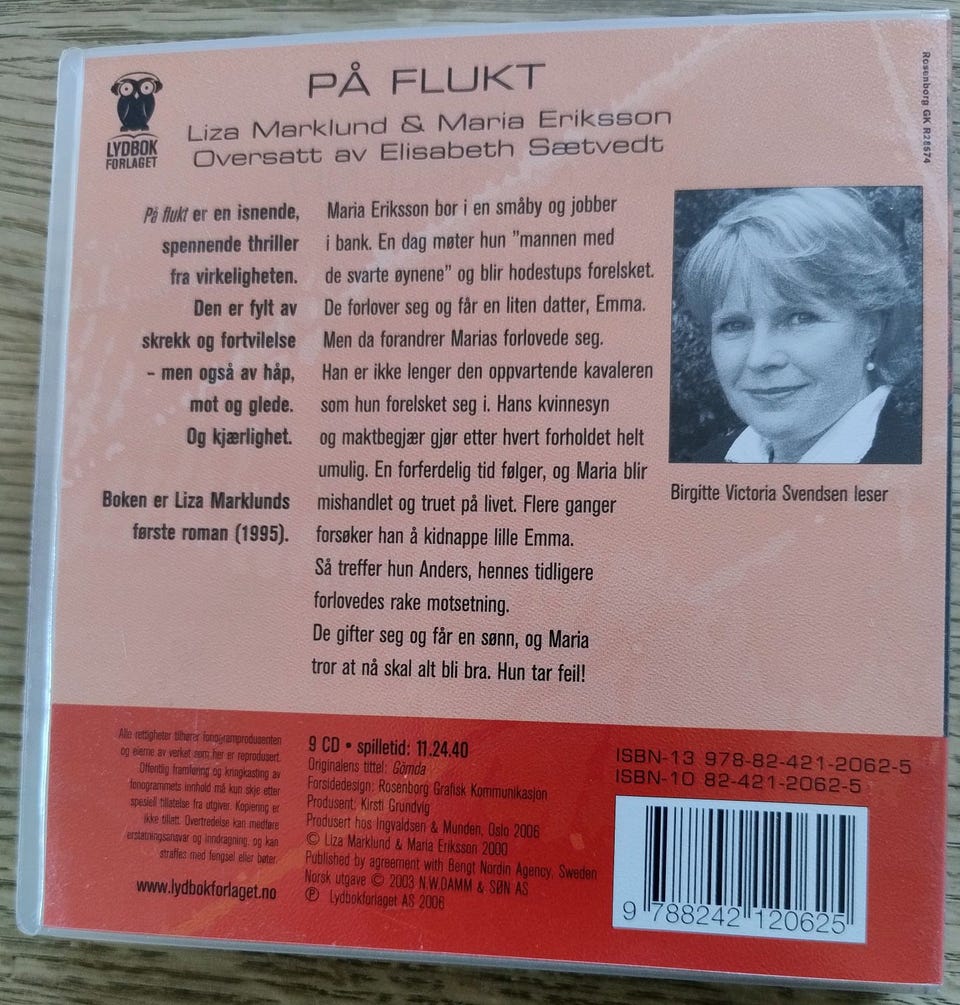 PÅ FLUKT
Liza Marklund & Maria Eriksson
Oversatt av Elisabeth Sætvedt
LYDBOK
FORLAGET
Rosenborg GK R28574
På flukt er en isnende,
spennende thriller
fra virkeligheten.
Den er fylt av
skrekk og fortvilelse
– men også av håp,
mot og glede.
Og kjærlighet.
Boken er Liza Marklunds
første roman (1995).
Maria Eriksson bor i en småby og jobber
i bank. En dag møter hun ”mannen med
de svarte øynene” og blir hodestups forelsket.
De forlover seg og får en liten datter, Emma.
Men da forandrer Marias forlovede seg.
Han er ikke lenger den oppvartende kavaleren
som hun forelsket seg i. Hans kvinnesyn
og maktbegjær gjør etter hvert forholdet helt
umulig. En forferdelig tid følger, og Maria blir
mishandlet og truet på livet. Flere ganger
forsøker han å kidnappe lille Emma.
Så treffer hun Anders, hennes tidligere
forlovedes rake motsetning.
De gifter seg og får en sønn, og Maria
tror at nå skal alt bli bra. Hun tar feil!
Birgitte Victoria Svendsen leser
Alle rettigheter tilhører fonogramprodusenten
og eierne av verket som her er reprodusert.
Offentlig framføring og kringkasting av
fonogrammets innhold må kun skje etter
spesiell tillatelse fra utgiver. Kopiering er
ikke tillatt. Overtredelse kan medføre
erstatningsansvar og inndragning, og kan
straffes med fengsel eller bøter.
www.lydbokforlaget.no
9 CD • spilletid: 11.24.40
Originalens tittel: Gömda
Forsidedesign: Rosenborg Grafisk Kommunikasjon
Produsent: Kirsti Grundvig
Produsert hos Ingvaldsen & Munden, Oslo 2006
© Liza Marklund & Maria Eriksson 2000
Published by agreement with Bengt Nordin Agency, Sweden
Norsk utgave © 2003 N.W.DAMM & SØN AS
℗ Lydbokforlaget AS 2006
ISBN-13 978-82-421-2062-5
ISBN-10 82-421-2062-5
9 788242 120625